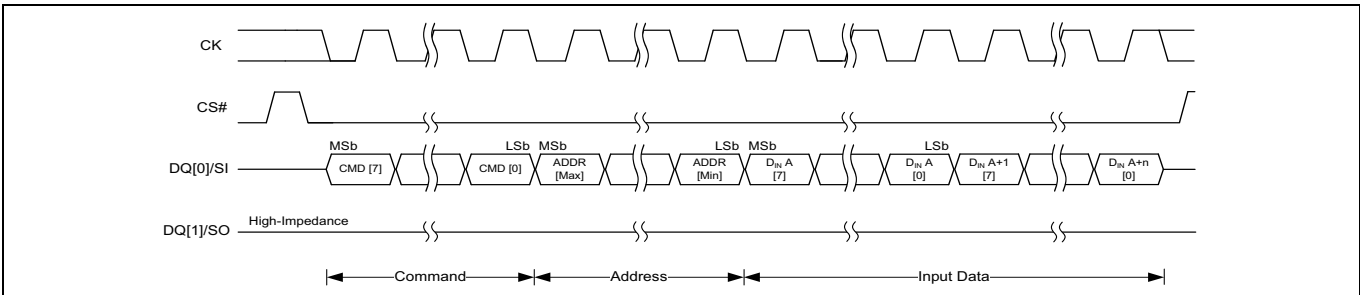 CK
CS#
MSb LSb MSb LSb MSb LSb
DQ[0]/SI CMD [7] CMD [0] ADDR [Max] ADDR [Min] DIN A [7] DIN A [0] DIN A+1 [7] DIN A+n [0]
High-Impedance
DQ[1]/SO
Command Address Input Data